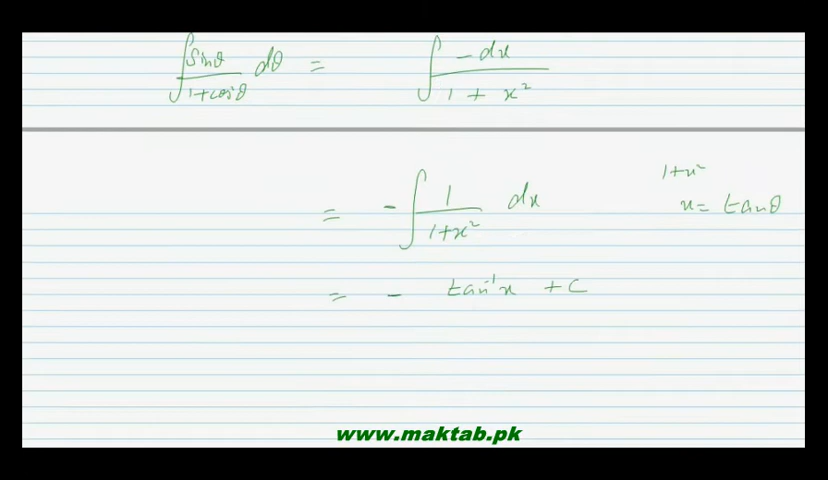 ∫ sinθ / 1+cos²θ dθ = ∫ -dx / 1 + x²
1+x²
= - ∫ 1 / 1+x² dx x = tanθ
= - tan⁻¹x + c
www.maktab.pk